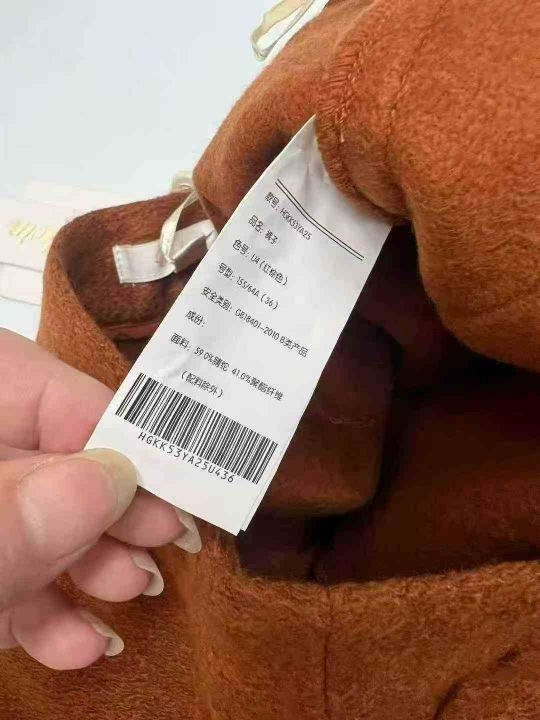 款号: HGKK53YA25
品名: 裤子
色号: U4 (红棕色)
号型: 155/64A (36)
安全类别: GB18401-2010 B类产品
成份:
面料: 59.0%腈纶 41.0%聚酯纤维
(配料除外)
HGKK53YA25U436